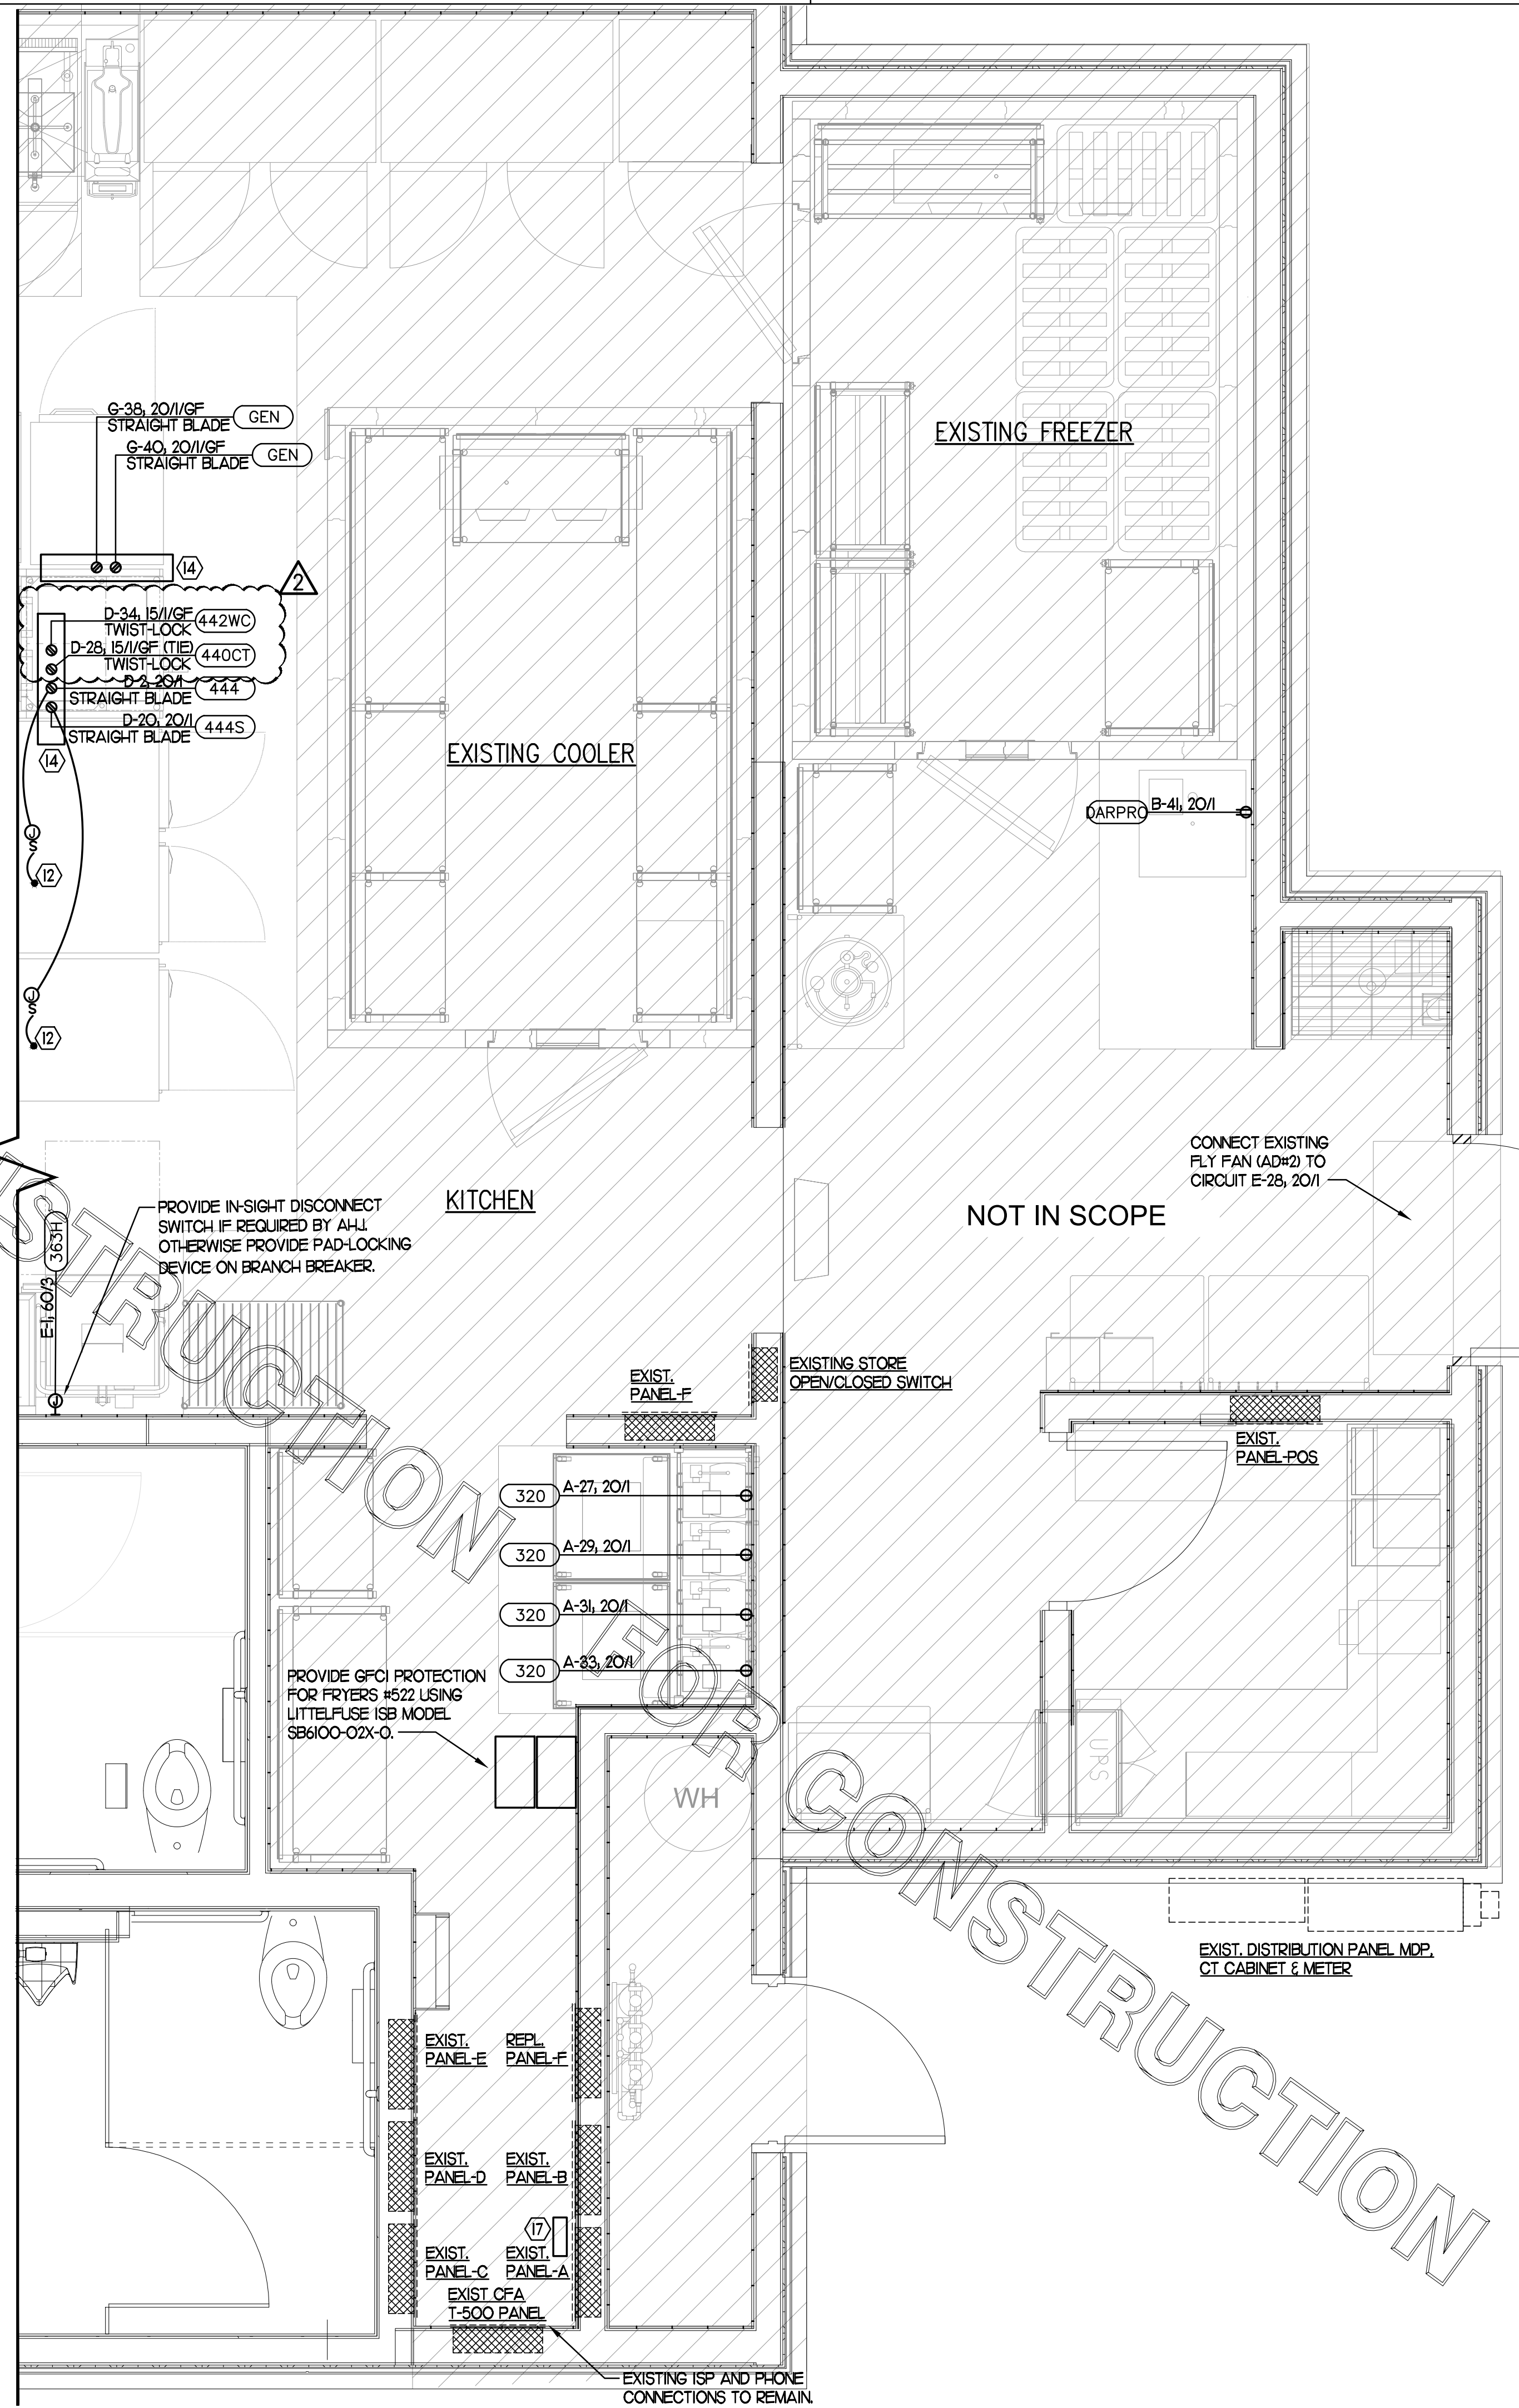 G-38, 20/1/GF
STRAIGHT BLADE
GEN
G-40, 20/1/GF
STRAIGHT BLADE
GEN
14
2
D-34, 15/1/GF
TWIST-LOCK
442WC
D-28, 15/1/GF (TIE)
TWIST-LOCK
440CT
D-2, 20/1
STRAIGHT BLADE
444
D-20, 20/1
STRAIGHT BLADE
444S
14
J
S
12
J
S
12
EXISTING COOLER
EXISTING FREEZER
DARPRO
B-41, 20/1
CONNECT EXISTING
FLY FAN (AD#2) TO
CIRCUIT E-28, 20/1
KITCHEN
NOT IN SCOPE
PROVIDE IN-SIGHT DISCONNECT
SWITCH IF REQUIRED BY AHJ.
OTHERWISE PROVIDE PAD-LOCKING
DEVICE ON BRANCH BREAKER.
363H
E-1, 60/3
J
EXIST.
PANEL-F
EXISTING STORE
OPEN/CLOSED SWITCH
EXIST.
PANEL-POS
320
A-27, 20/1
320
A-29, 20/1
320
A-31, 20/1
320
A-33, 20/1
PROVIDE GFCI PROTECTION
FOR FRYERS #522 USING
LITTELFUSE ISB MODEL
SB6100-02X-0.
WH
UPS
EXIST. DISTRIBUTION PANEL MDP,
CT CABINET & METER
EXIST.
PANEL-E
REPL.
PANEL-F
EXIST.
PANEL-D
EXIST.
PANEL-B
17
EXIST.
PANEL-C
EXIST.
PANEL-A
EXIST CFA
T-500 PANEL
EXISTING ISP AND PHONE
CONNECTIONS TO REMAIN.
STRUCTION
FOR CONSTRUCTION